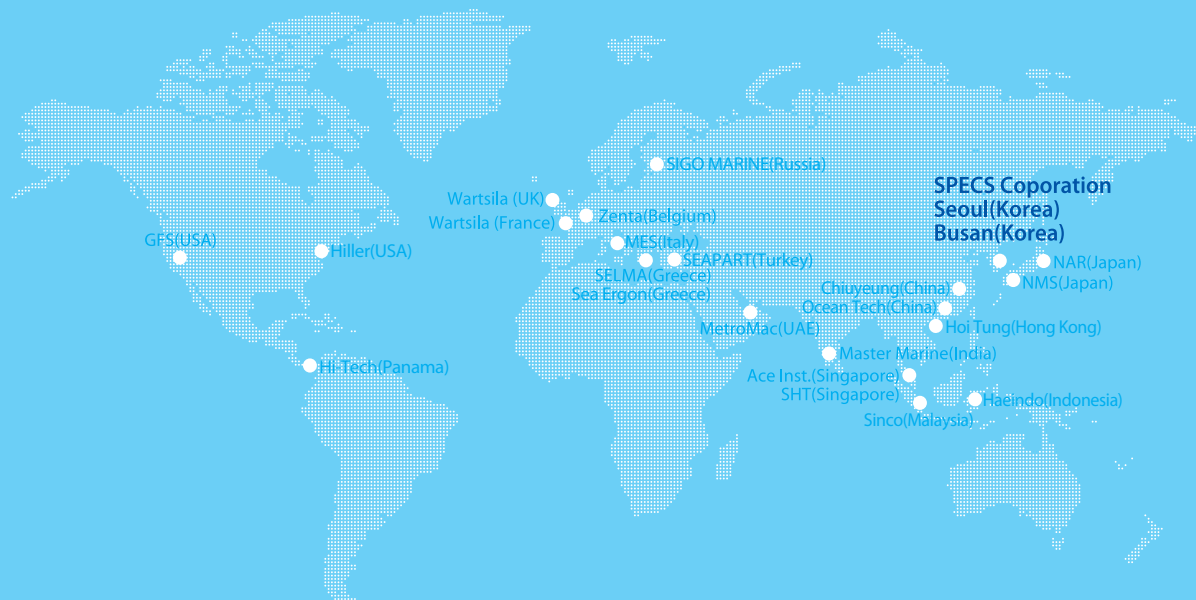 SIGO MARINE(Russia)
SPECS Coporation
Seoul(Korea)
Busan(Korea)
Wartsila (UK)
Wartsila (France)
Zenta(Belgium)
GFS(USA)
Hiller(USA)
MES(Italy)
SEAPART(Turkey)
SELMA(Greece)
Sea Ergon(Greece)
NAR(Japan)
NMS(Japan)
Chiuyeung(China)
Ocean Tech(China)
Hoi Tung(Hong Kong)
MetroMac(UAE)
Master Marine(India)
Hi-Tech(Panama)
Ace Inst.(Singapore)
SHT(Singapore)
Haeindo(Indonesia)
Sinco(Malaysia)